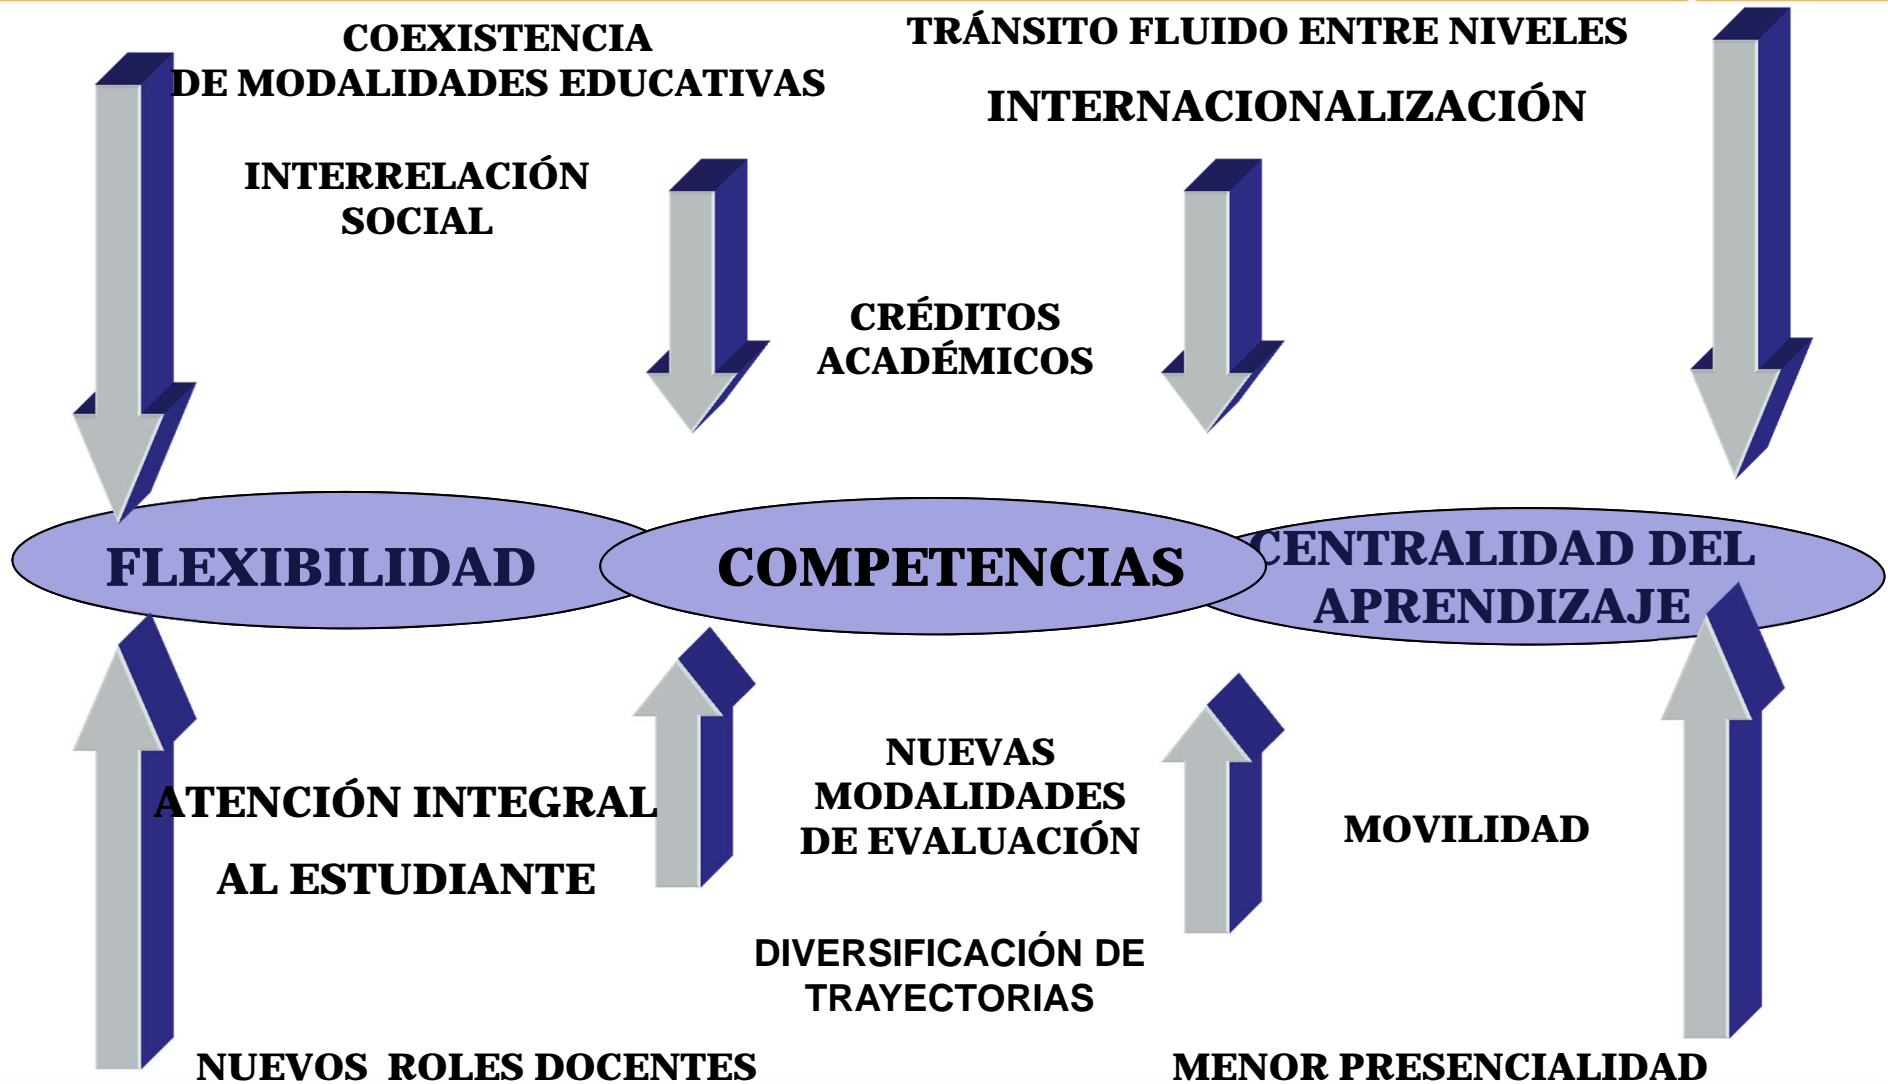 COEXISTENCIA
DE MODALIDADES EDUCATIVAS
TRÁNSITO FLUIDO ENTRE NIVELES
INTERNACIONALIZACIÓN
INTERRELACIÓN
SOCIAL
CRÉDITOS
ACADÉMICOS
FLEXIBILIDAD
COMPETENCIAS
CENTRALIDAD DEL
APRENDIZAJE
ATENCIÓN INTEGRAL
AL ESTUDIANTE
NUEVAS
MODALIDADES
DE EVALUACIÓN
MOVILIDAD
DIVERSIFICACIÓN DE
TRAYECTORIAS
NUEVOS ROLES DOCENTES
MENOR PRESENCIALIDAD